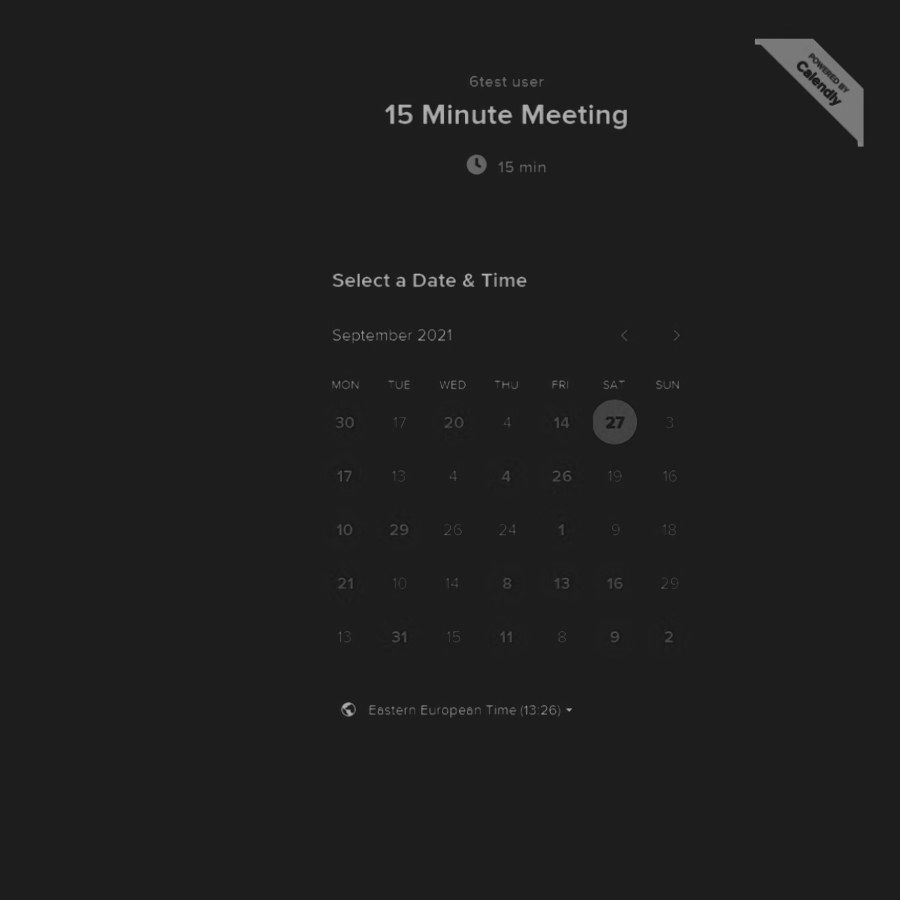 POWERED BY
Calendly
6test user
15 Minute Meeting
15 min
Select a Date & Time
September 2021
MON TUE WED THU FRI SAT SUN
30 17 20 4 14 27 3
17 13 4 4 26 19 16
10 29 26 24 1 9 18
21 10 14 8 13 16 29
13 31 15 11 8 9 2
Eastern European Time (13:26)